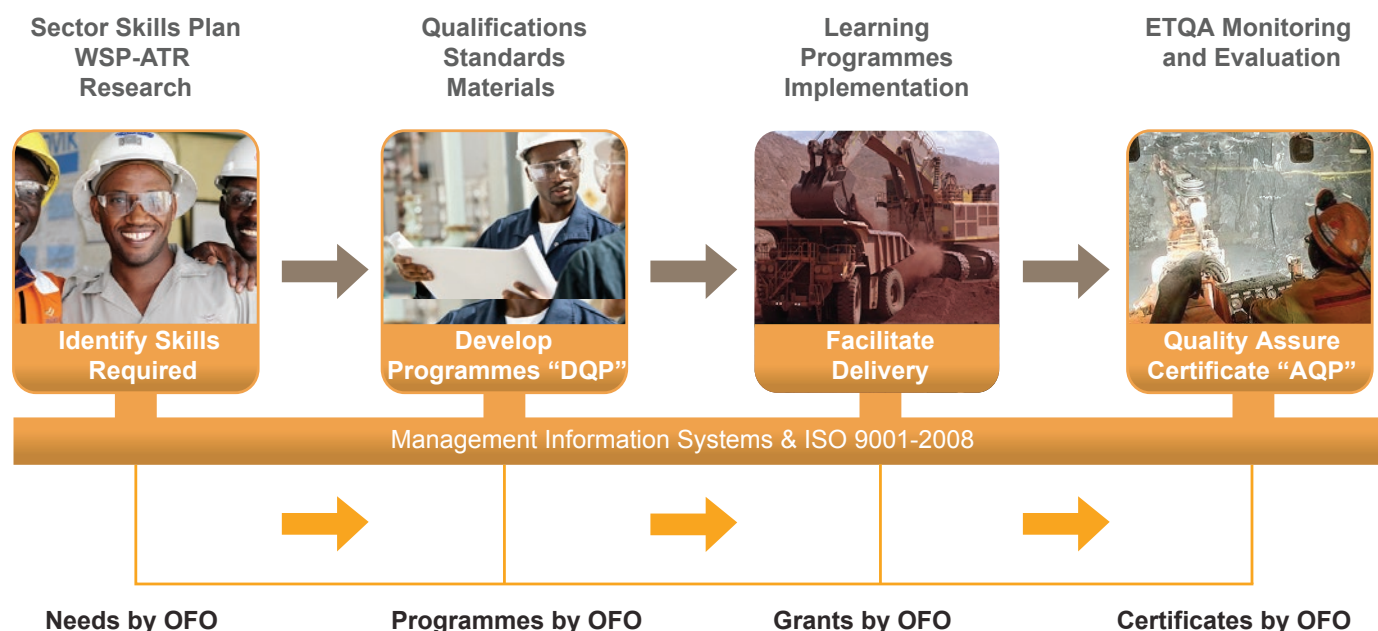 Sector Skills Plan
WSP-ATR
Research
Qualifications
Standards
Materials
Learning
Programmes
Implementation
ETQA Monitoring
and Evaluation
Identify Skills
Required
Develop
Programmes “DQP”
Facilitate
Delivery
Quality Assure
Certificate “AQP”
Management Information Systems & ISO 9001-2008
Needs by OFO
Programmes by OFO
Grants by OFO
Certificates by OFO